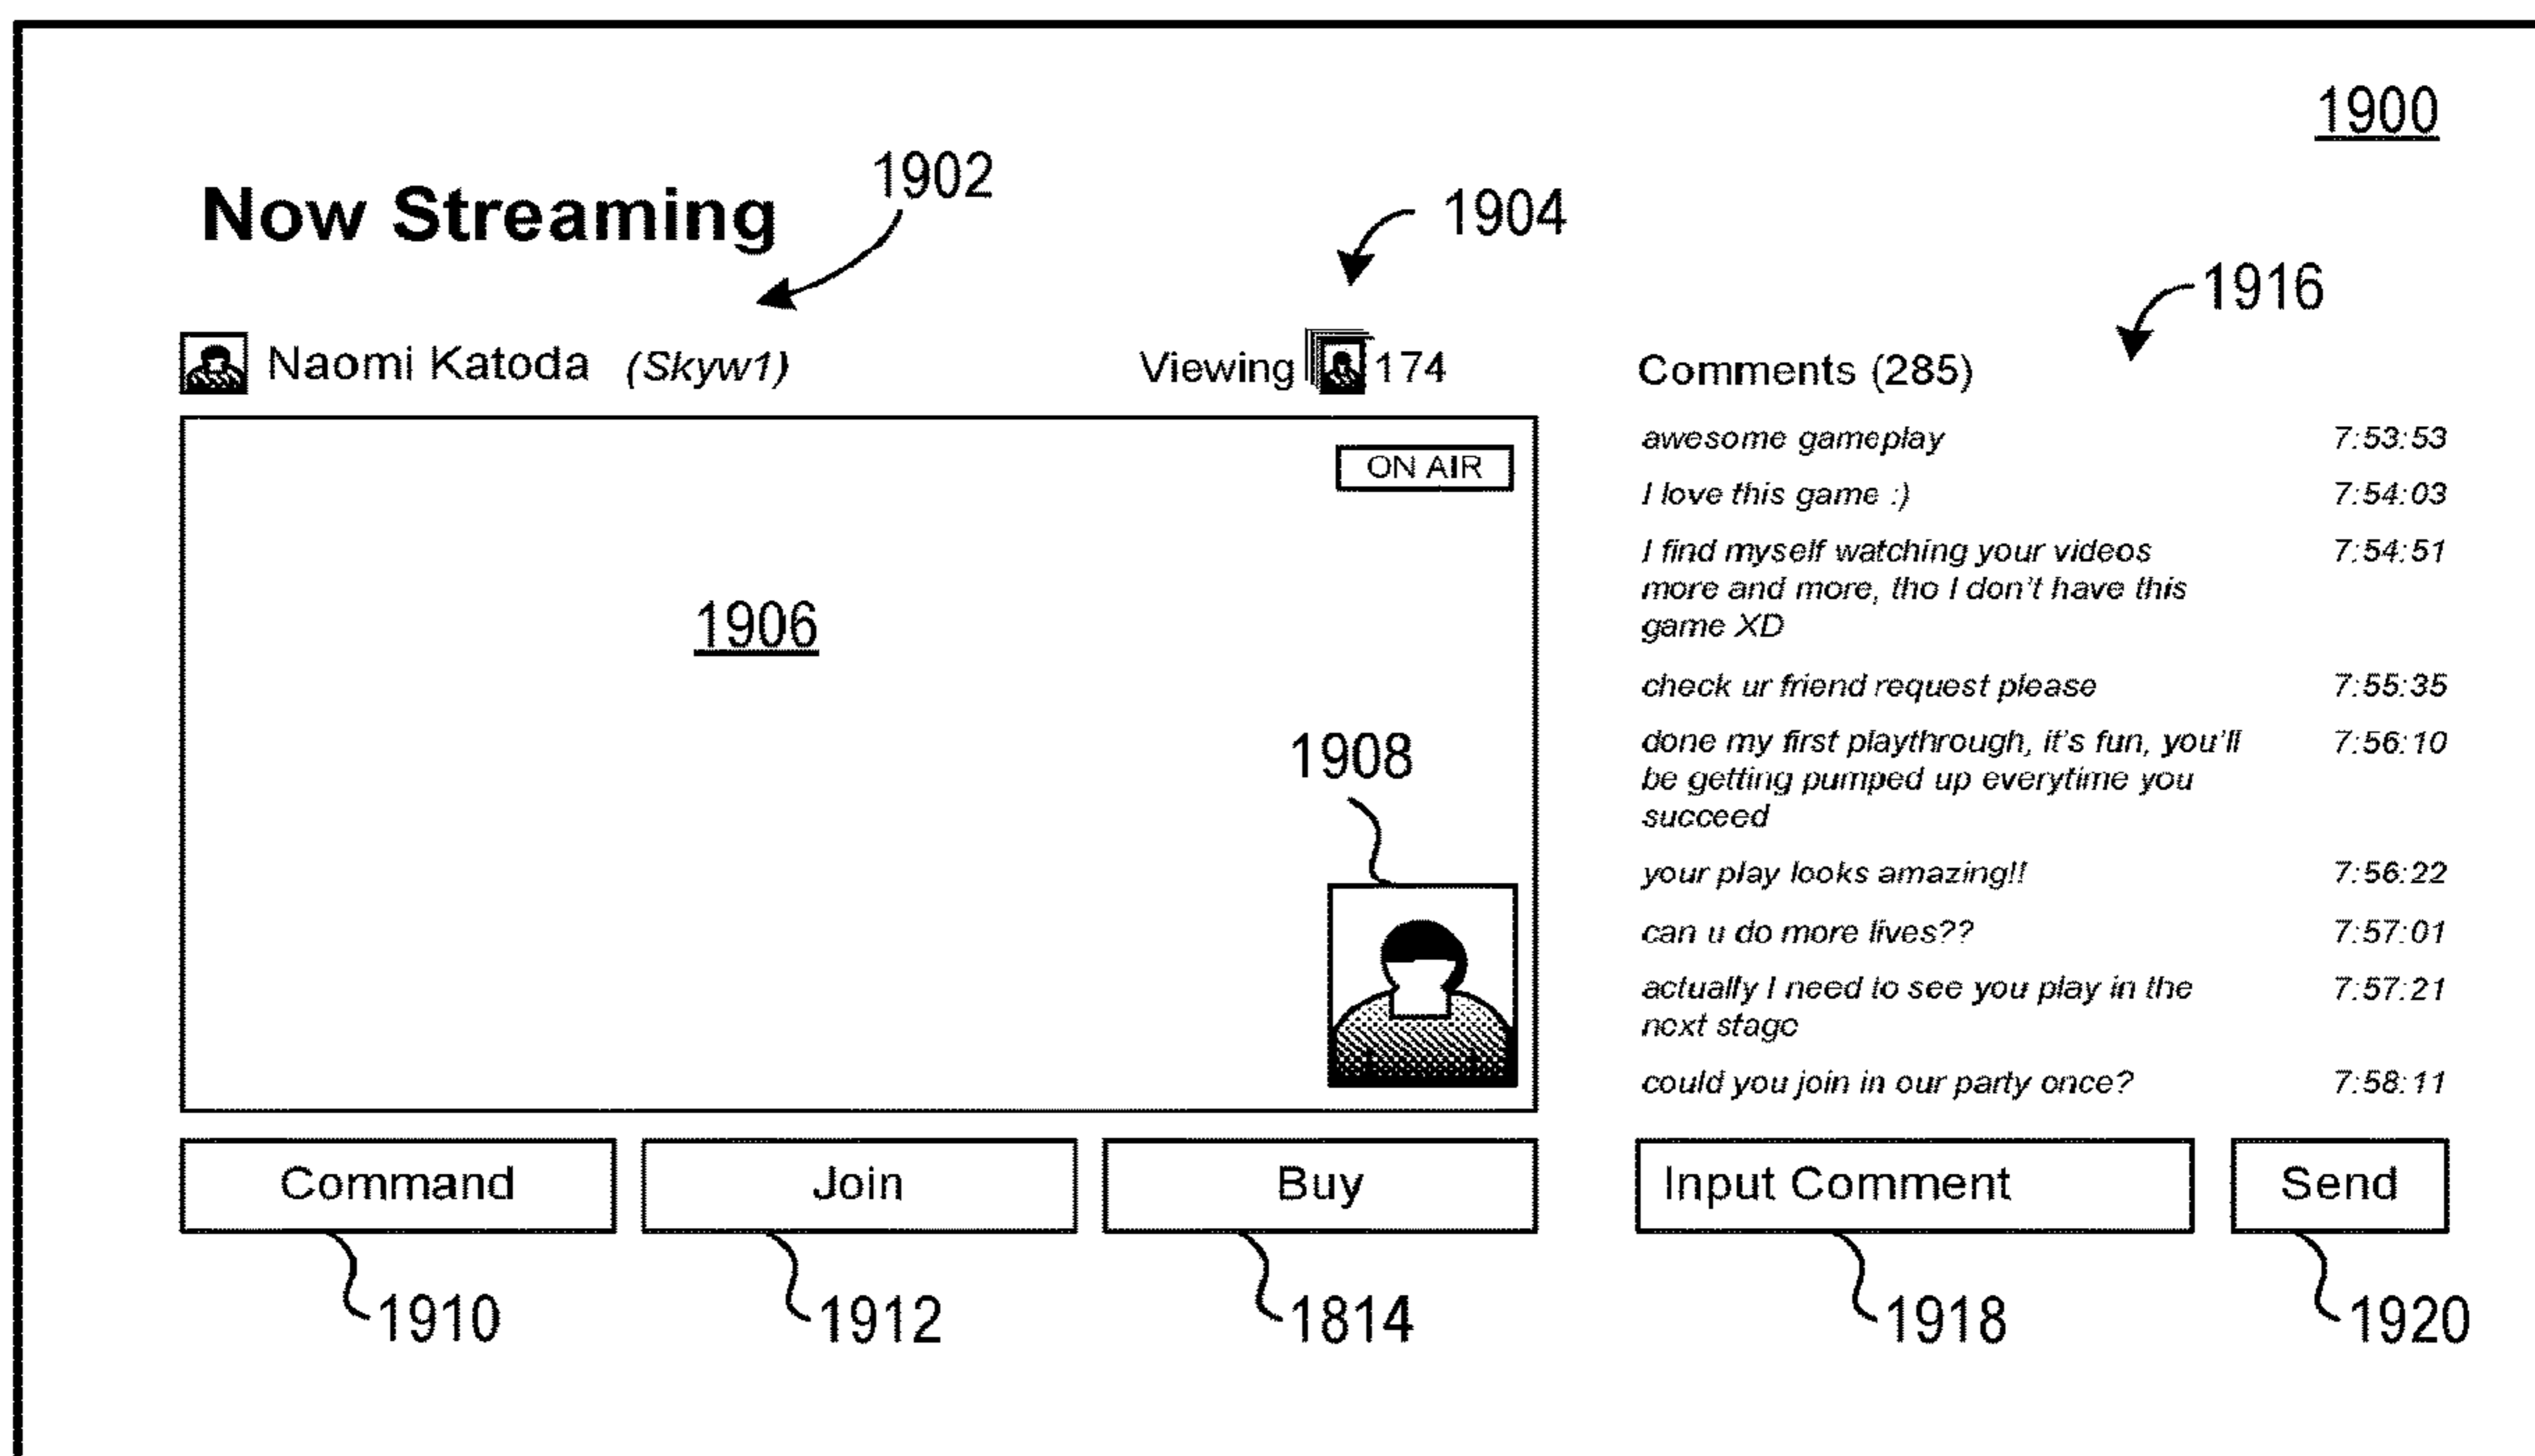 1900
1902
Now Streaming
1904
1916
Naomi Katoda (Skyw1)
Viewing 174
Comments (285)
ON AIR
1906
1908
awesome gameplay 7:53:53
I love this game :) 7:54:03
I find myself watching your videos 7:54:51
more and more, tho I don't have this
game XD
check ur friend request please 7:55:35
done my first playthrough, it's fun, you'll 7:56:10
be getting pumped up everytime you
succeed
your play looks amazing!! 7:56:22
can u do more lives?? 7:57:01
actually I need to see you play in the 7:57:21
next stage
could you join in our party once? 7:58:11
Command
Join
Buy
Input Comment
Send
1910
1912
1814
1918
1920